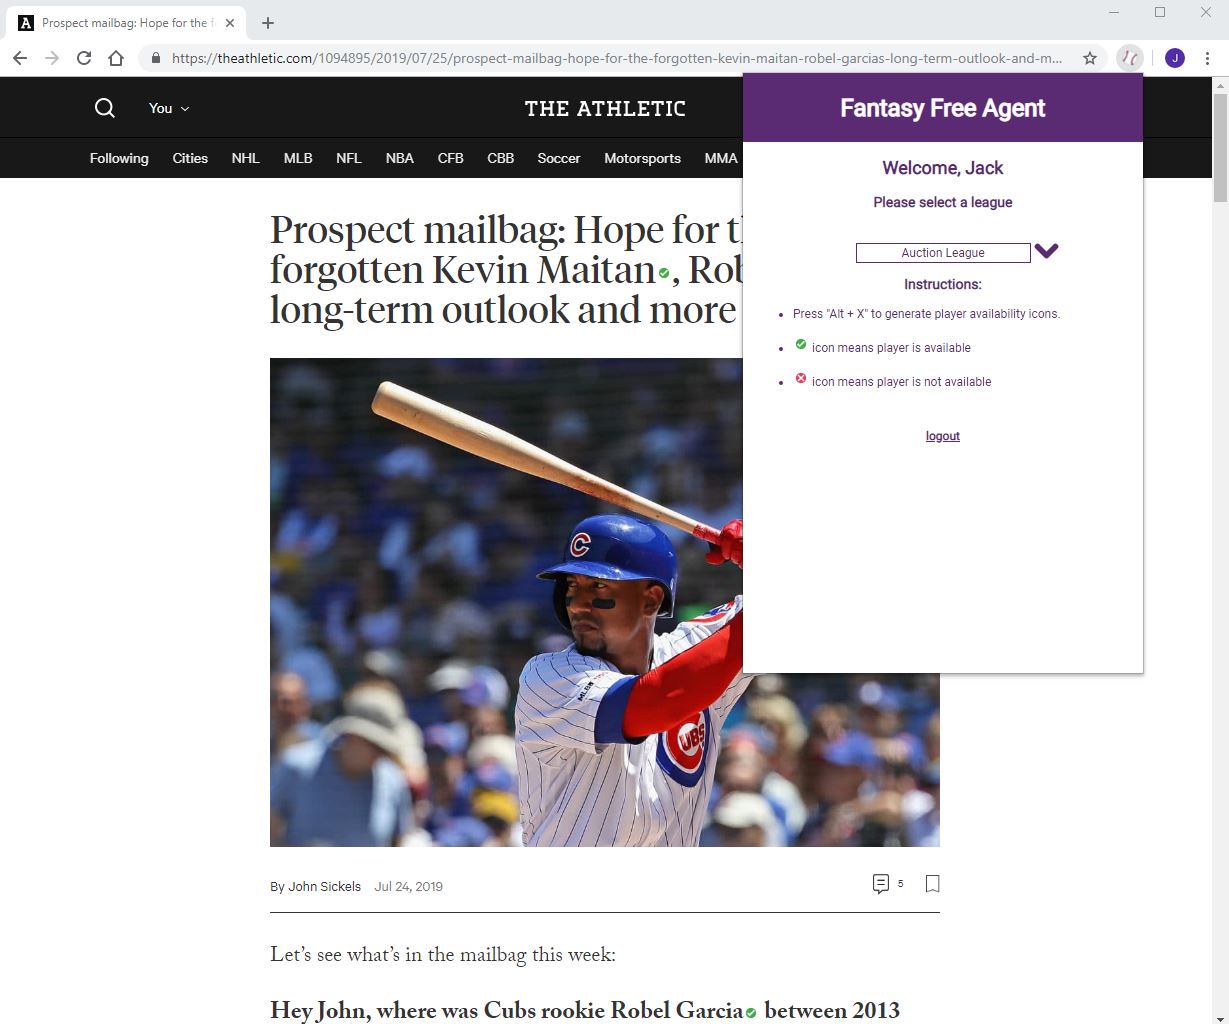 Prospect mailbag: Hope for the f
https://theathletic.com/1094895/2019/07/25/prospect-mailbag-hope-for-the-forgotten-kevin-maitan-robel-garcias-long-term-outlook-and-m...
J
You
THE ATHLETIC
Following Cities NHL MLB NFL NBA CFB CBB Soccer Motorsports MMA
Fantasy Free Agent
Welcome, Jack
Please select a league
Auction League
Instructions:
• Press "Alt + X" to generate player availability icons.
• icon means player is available
• icon means player is not available
logout
Prospect mailbag: Hope for
forgotten Kevin Maitan, Rob
long-term outlook and more
C
UBS
By John Sickels Jul 24, 2019
5
Let's see what's in the mailbag this week:
Hey John, where was Cubs rookie Robel Garcia between 2013